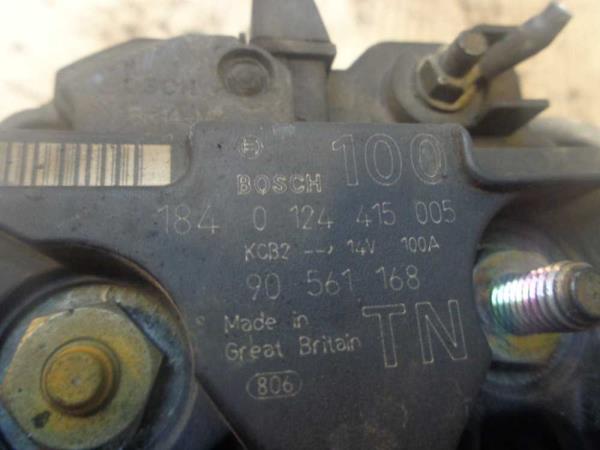 BOSCH 100
184 0 124 415 005
KCB2 --> 14V 100A
90 561 168
Made in
Great Britain TN
806